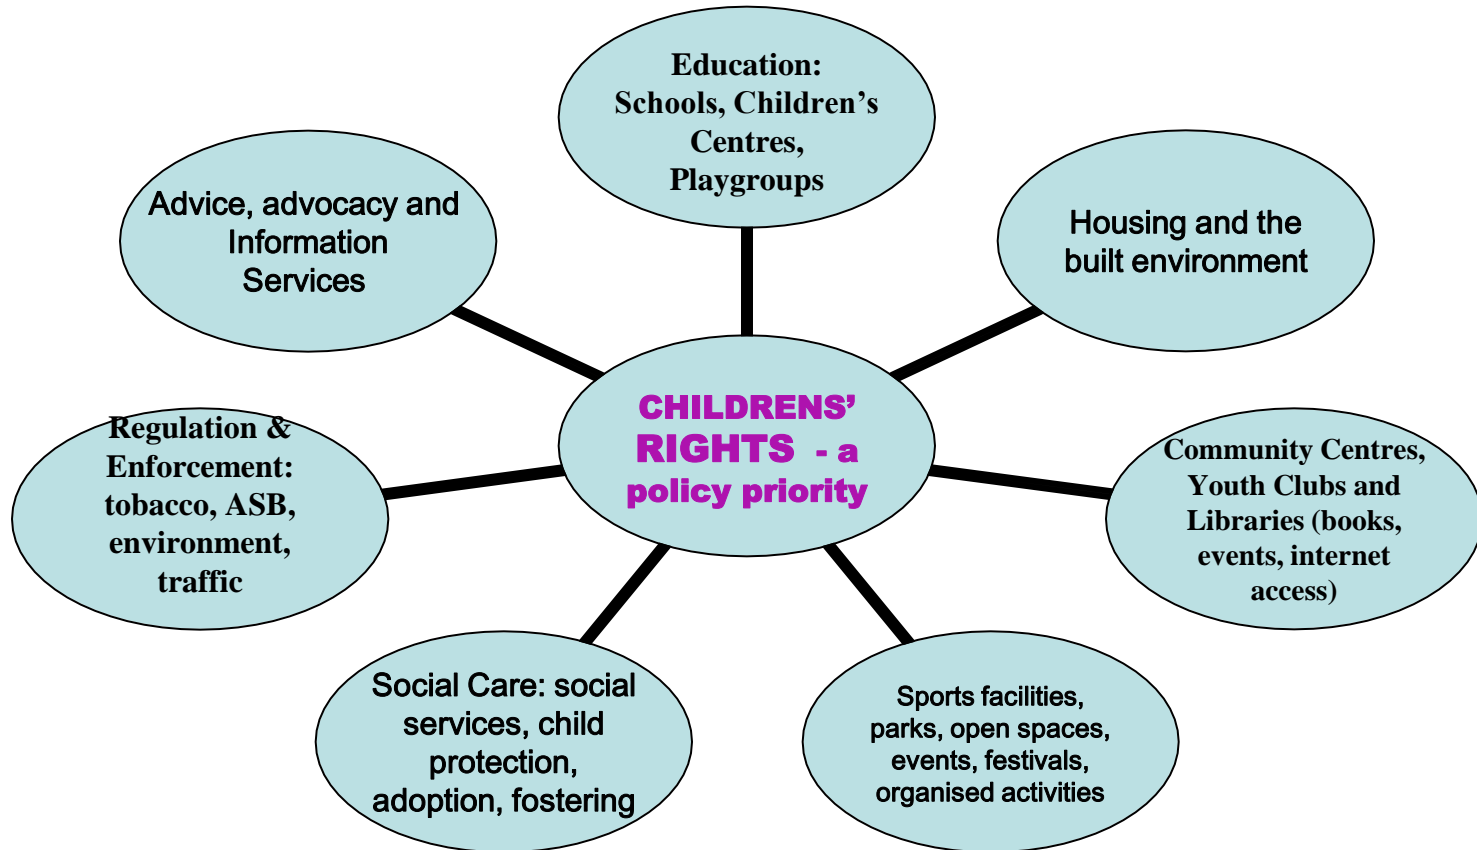 Education:
Schools, Children’s
Centres,
Playgroups
Advice, advocacy and
Information
Services
Housing and the
built environment
CHILDRENS’
RIGHTS - a
policy priority
Regulation &
Enforcement:
tobacco, ASB,
environment,
traffic
Community Centres,
Youth Clubs and
Libraries (books,
events, internet
access)
Social Care: social
services, child
protection,
adoption, fostering
Sports facilities,
parks, open spaces,
events, festivals,
organised activities